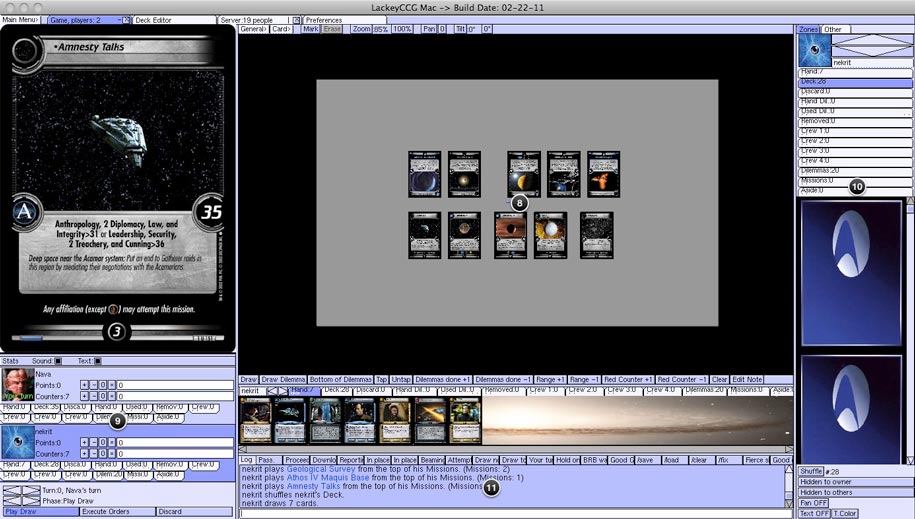 LackeyCCG Mac -> Build Date: 02-22-11
Main Menu> Game, players: 2 Deck Editor Server:19 people Preferences
General> Card> Mark Erase Zoom 85% 100% Pan 0 Tilt 0° 0°
Zones Other
•Amnesty Talks
A
35
Anthropology, 2 Diplomacy, Law, and
Integrity>31 or Leadership, Security,
2 Treachery, and Cunning>36
Deep space near the Acamar system: Put an end to Gatherer raids in
this region by mediating their negotiations with the Acamarians.
Any affiliation (except ) may attempt this mission.
3
nekrit
Hand:7
Deck:28
Discard:0
Hand Dil.:0
Used Dil.:0
Removed:0
Crew 1:0
Crew 2:0
Crew 3:0
Crew 4:0
Dilemmas:20
Missions:0
Aside:0
8
10
Stats Sound: Text:
Nava
Points:0 + - 0 = 0
Your turn
Counters:7 + - 0 = 0
Hand:0 Deck:35 Disca:0 Hand:0 Used:0 Remov:0 Crew:0
Crew:0 Crew:0 Crew:0 Dilem:0 Missi:0 Aside:0
9
nekrit
Points:0 + - 0 = 0
Counters:7 + - 0 = 0
Hand:7 Deck:28 Disca:0 Hand:0 Used:0 Remov:0 Crew:0
Crew:0 Crew:0 Crew:0 Dilem:20 Missi:0 Aside:0
Turn:0, Nava's turn
Phase:Play Draw
Play Draw Execute Orders Discard
Draw Draw Dilemma Bottom of Dilemmas Tap Untap Dilemmas done +1 Dilemmas done -1 Range +1 Range -1 Red Counter +1 Red Counter -1 Clear Edit Note
nekrit Hand:7 Deck:28 Discard:0 Hand Dil.:0 Used Dil.:0 Removed:0 Crew 1:0 Crew 2:0 Crew 3:0 Crew 4:0 Dilemmas:20 Missions:0 Aside:0
Log Pass. Proceed Downlo Reportin In place In place Beaming Attempt Draw n Draw 1c Your tu Hold on BRB wa Good G /save /load /clear /fix Fierce s Good
nekrit plays Geological Survey from the top of his Missions. (Missions: 2)
nekrit plays Athos IV Maquis Base from the top of his Missions. (Missions: 1)
nekrit plays Amnesty Talks from the top of his Missions. (Missions
nekrit shuffles nekrit's Deck.
nekrit draws 7 cards.
11
Shuffle #:28
Hidden to owner
Hidden to others
Pan OFF
Text OFF T.Color